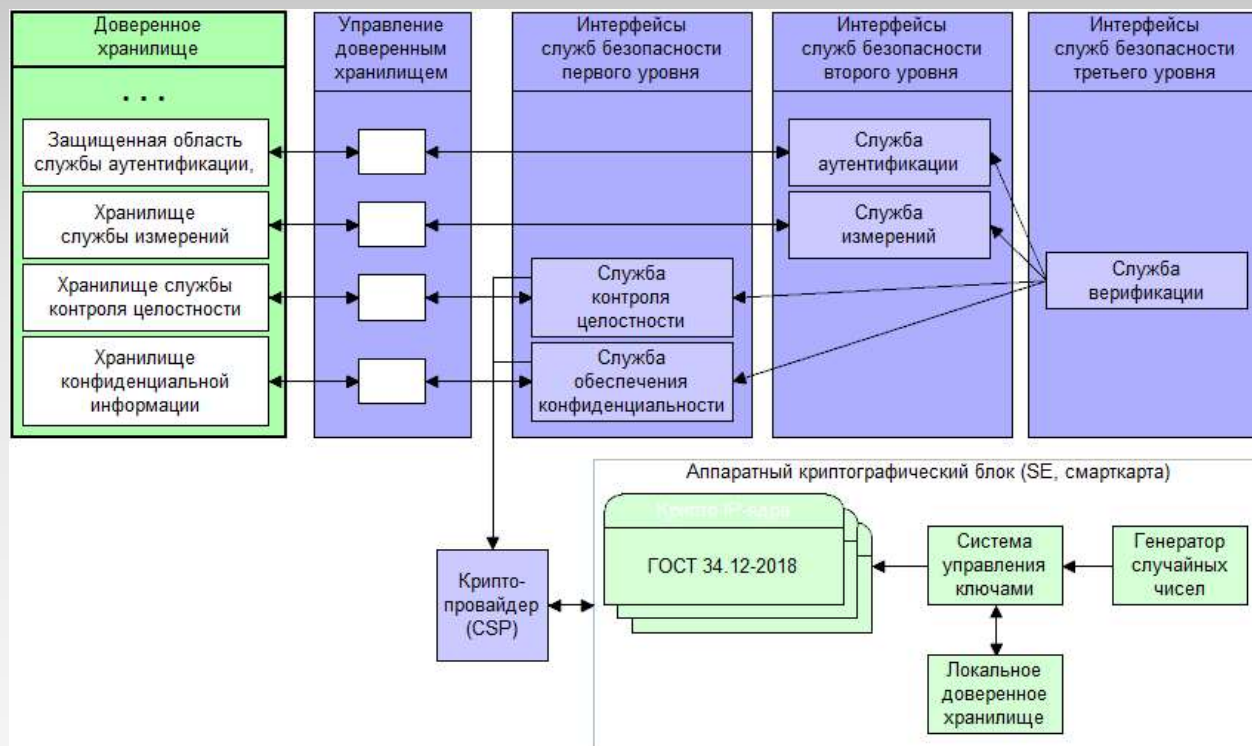 Доверенное
хранилище
Управление
доверенным
хранилищем
Интерфейсы
служб безопасности
первого уровня
Интерфейсы
служб безопасности
второго уровня
Интерфейсы
служб безопасности
третьего уровня
. . .
Защищенная область
службы аутентификации,
Служба
аутентификации
Хранилище
службы измерений
Служба
измерений
Хранилище службы
контроля целостности
Служба
контроля
целостности
Служба
верификации
Хранилище
конфиденциальной
информации
Служба
обеспечения
конфиденциальности
Аппаратный криптографический блок (SE, смарткарта)
Крипто IP-ядра
ГОСТ 34.12-2018
Система
управления
ключами
Генератор
случайных
чисел
Крипто-
провайдер
(CSP)
Локальное
доверенное
хранилище